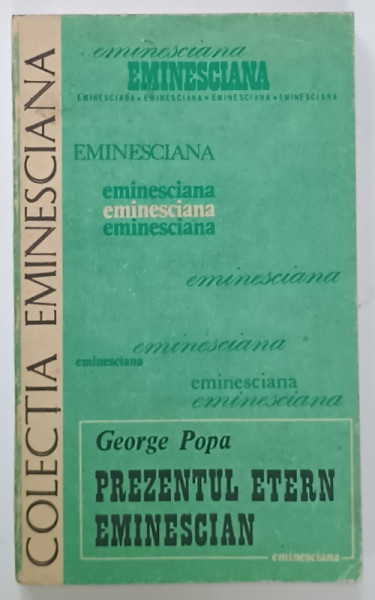 COLECȚIA EMINESCIANA
eminesciana
EMINESCIANA
EMINESCIANA • EMINESCIANA • EMINESCIANA • EMINESCIANA
EMINESCIANA
eminesciana
eminesciana
eminesciana
eminesciana
eminesciana
eminesciana
eminesciana
eminesciana
George Popa
PREZENTUL ETERN
EMINESCIAN
eminesciana